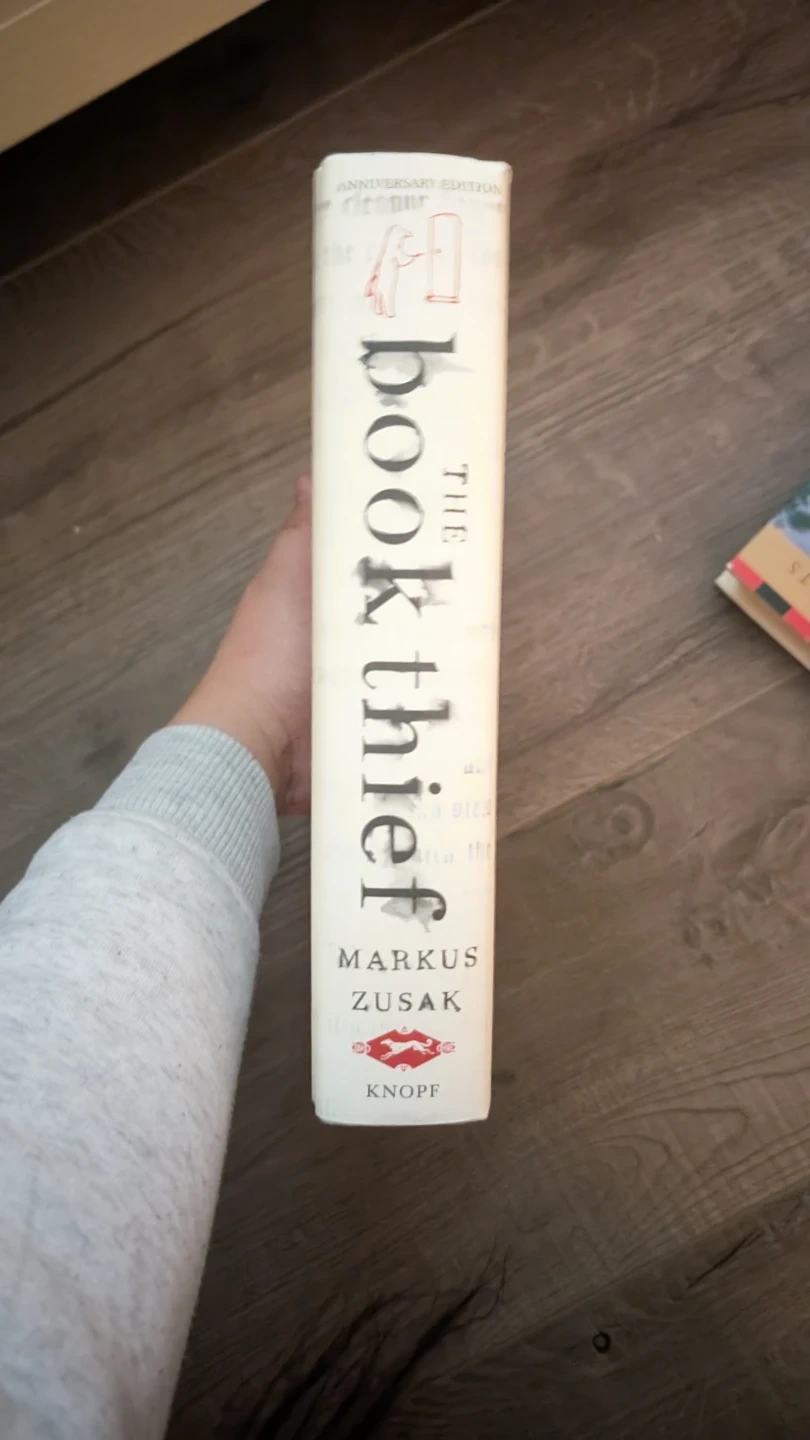 ANNIVERSARY EDITION
THE
book thief
MARKUS
ZUSAK
KNOPF